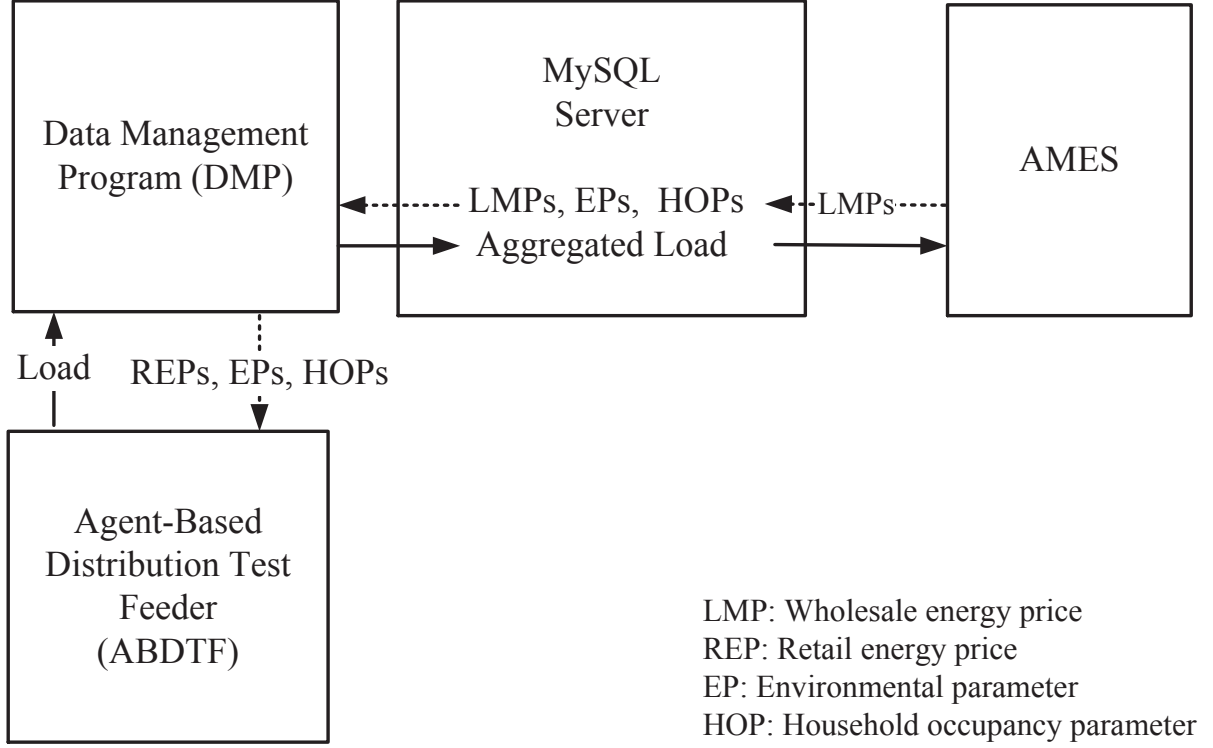 Data Management
Program (DMP)
MySQL
Server
AMES
LMPs, EPs, HOPs
LMPs
Aggregated Load
Load
REPs, EPs, HOPs
Agent-Based
Distribution Test
Feeder
(ABDTF)
LMP: Wholesale energy price
REP: Retail energy price
EP: Environmental parameter
HOP: Household occupancy parameter